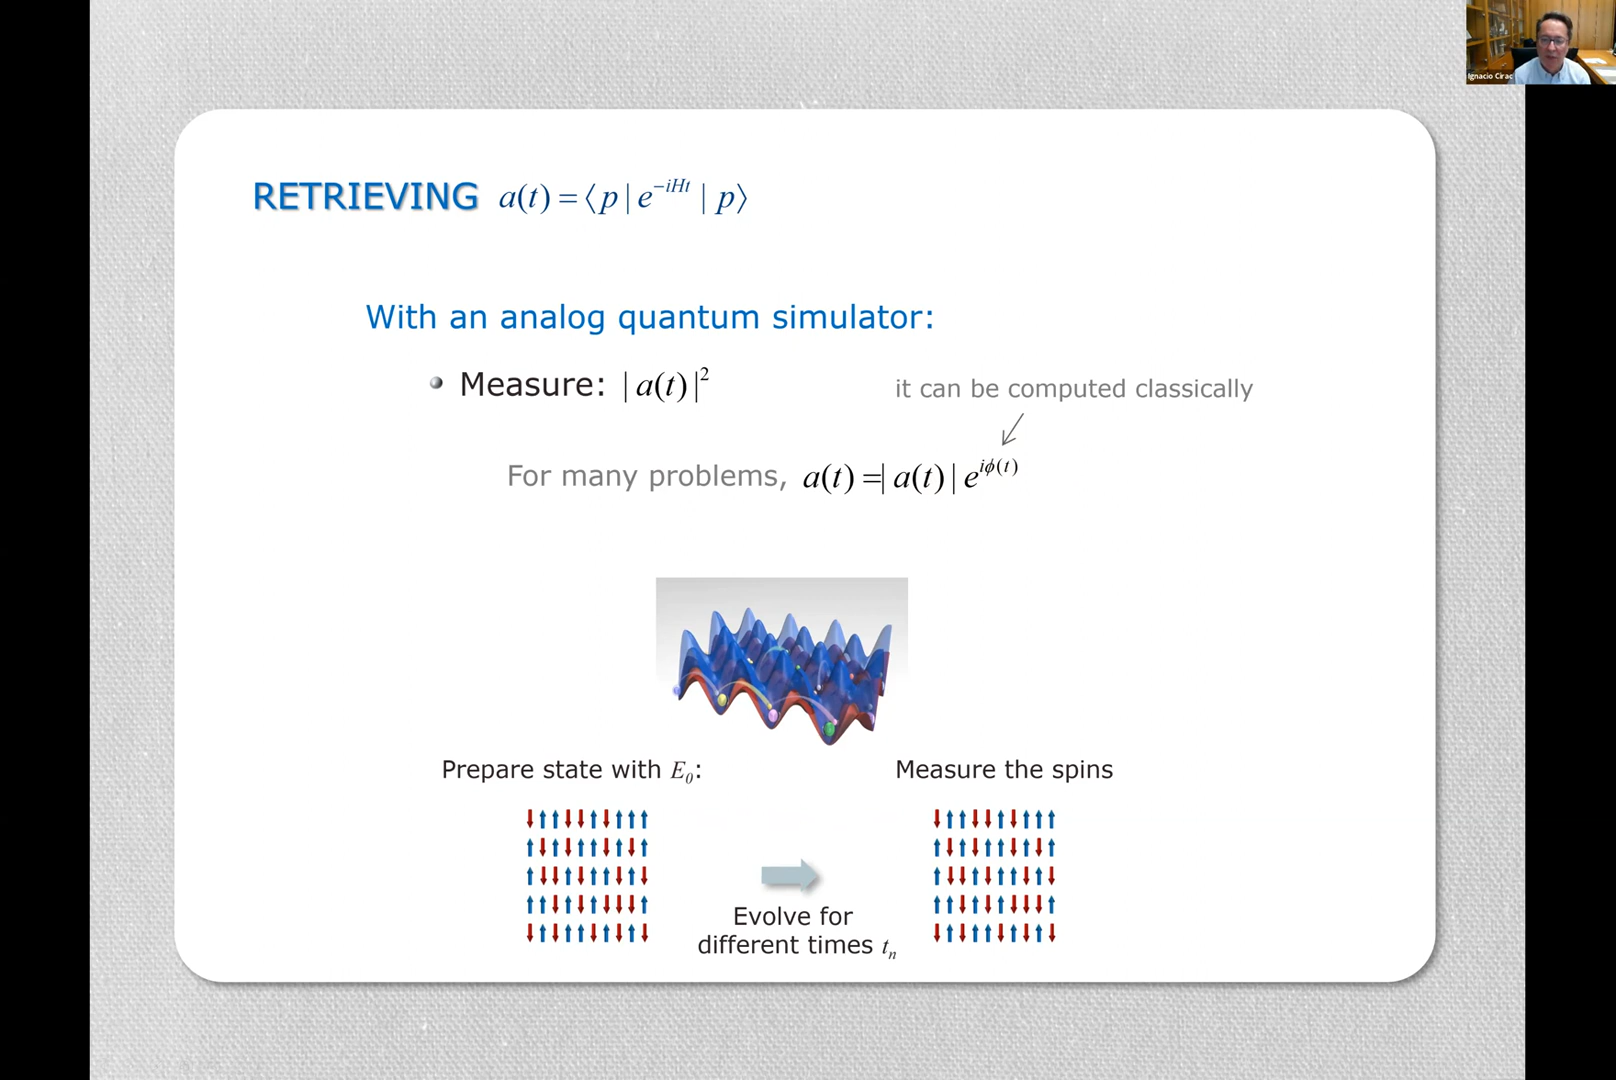 Ignacio Cirac
RETRIEVING a(t) = ⟨p | e^{-iHt} | p⟩
With an analog quantum simulator:
• Measure: | a(t) |²
it can be computed classically
For many problems, a(t) =| a(t) | e^{iϕ(t)}
Prepare state with E₀:
Measure the spins
Evolve for
different times tₙ